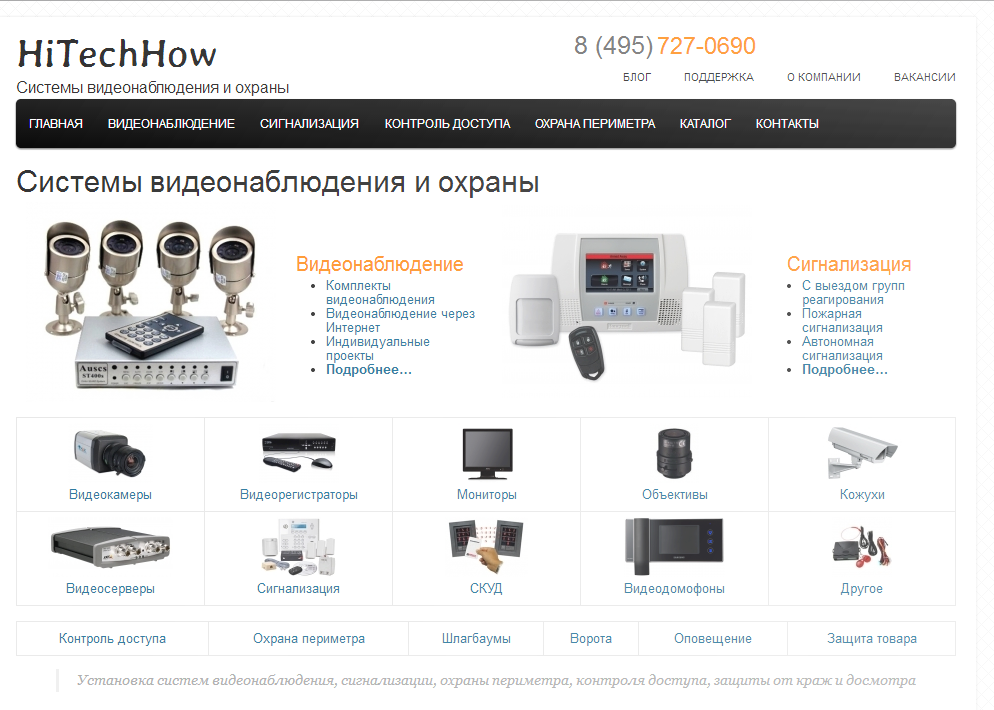 HiTechHow
8 (495) 727-0690
Системы видеонаблюдения и охраны
БЛОГ ПОДДЕРЖКА О КОМПАНИИ ВАКАНСИИ
ГЛАВНАЯ ВИДЕОНАБЛЮДЕНИЕ СИГНАЛИЗАЦИЯ КОНТРОЛЬ ДОСТУПА ОХРАНА ПЕРИМЕТРА КАТАЛОГ КОНТАКТЫ
Системы видеонаблюдения и охраны
Видеонаблюдение
• Комплекты
видеонаблюдения
• Видеонаблюдение через
Интернет
• Индивидуальные
проекты
• Подробнее...
Auscs
ST400s
Сигнализация
• С выездом групп
реагирования
• Пожарная
сигнализация
• Автономная
сигнализация
• Подробнее...
Видеокамеры Видеорегистраторы Мониторы Объективы Кожухи
Видеосерверы Сигнализация СКУД Видеодомофоны Другое
Контроль доступа Охрана периметра Шлагбаумы Ворота Оповещение Защита товара
Установка систем видеонаблюдения, сигнализации, охраны периметра, контроля доступа, защиты от краж и досмотра